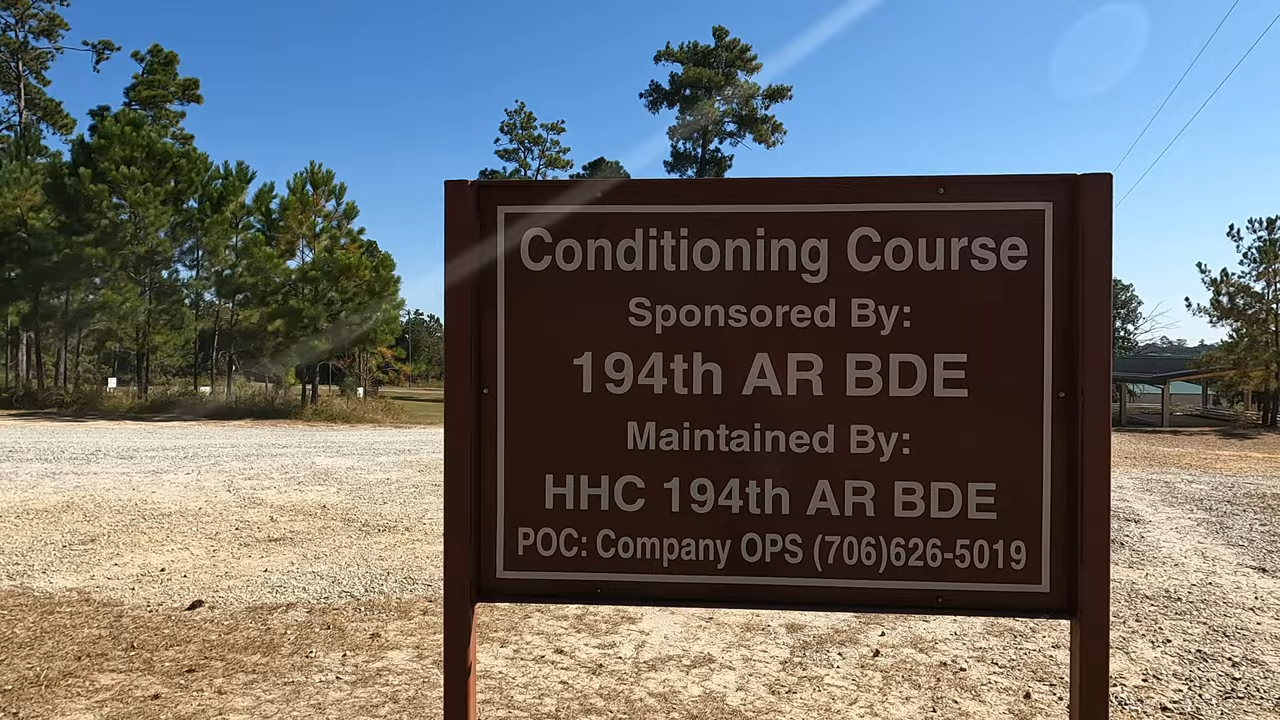 Conditioning Course
Sponsored By:
194th AR BDE
Maintained By:
HHC 194th AR BDE
POC: Company OPS (706)626-5019